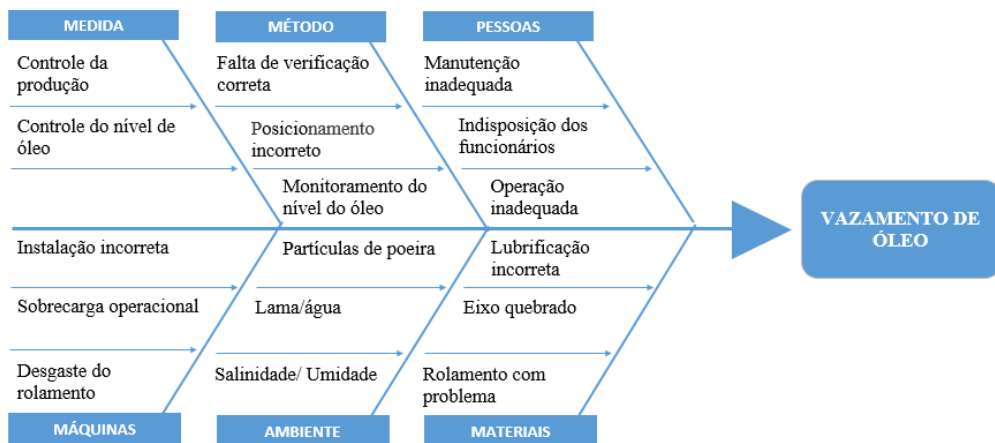 MEDIDA
MÉTODO
PESSOAS
Controle da
produção
Falta de verificação
correta
Manutenção
inadequada
Controle do nível de
óleo
Posicionamento
incorreto
Indisposição dos
funcionários
Monitoramento do
nível do óleo
Operação
inadequada
VAZAMENTO DE
ÓLEO
Instalação incorreta
Partículas de poeira
Lubrificação
incorreta
Sobrecarga operacional
Lama/água
Eixo quebrado
Desgaste do
rolamento
Salinidade/ Umidade
Rolamento com
problema
MÁQUINAS
AMBIENTE
MATERIAIS